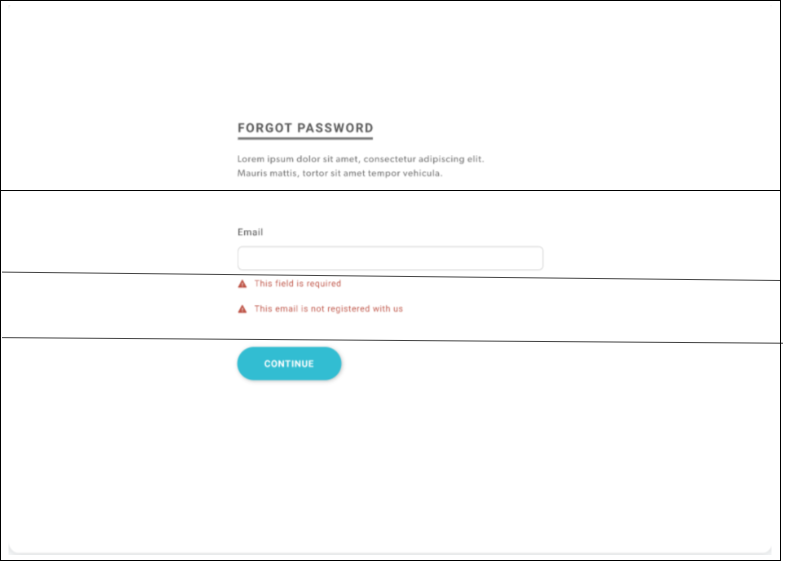 FORGOT PASSWORD
Lorem ipsum dolor sit amet, consectetur adipiscing elit.
Mauris mattis, tortor sit amet tempor vehicula.
Email
This field is required
This email is not registered with us
CONTINUE